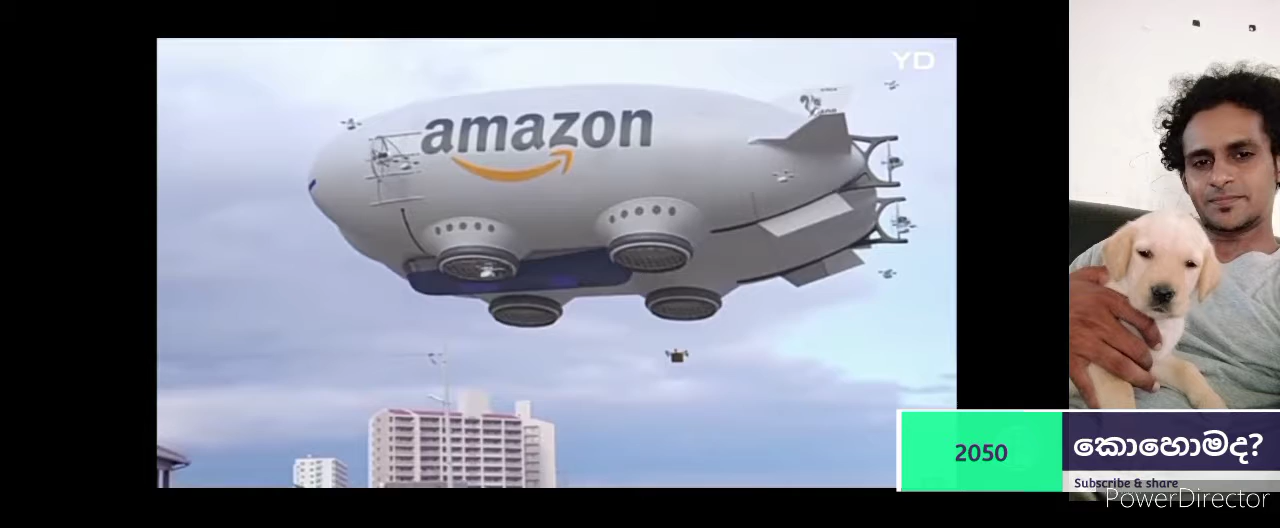 YD
amazon
2050
කොහොමද?
Subscribe & share
PowerDirector